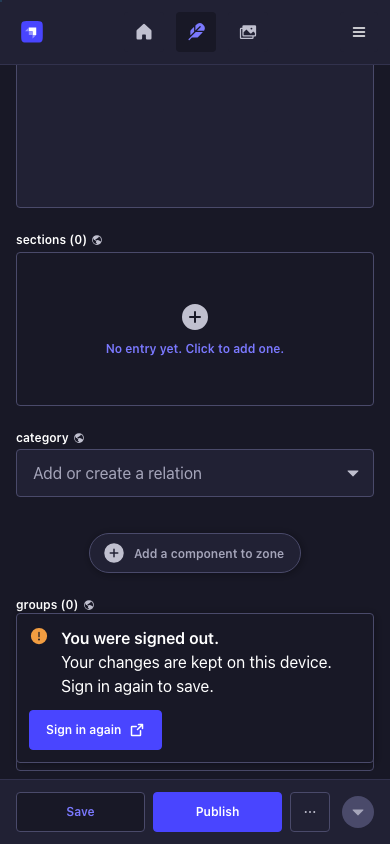 sections (0)
No entry yet. Click to add one.
category
Add or create a relation
Add a component to zone
groups (0)
You were signed out.
Your changes are kept on this device.
Sign in again to save.
Sign in again
Save
Publish